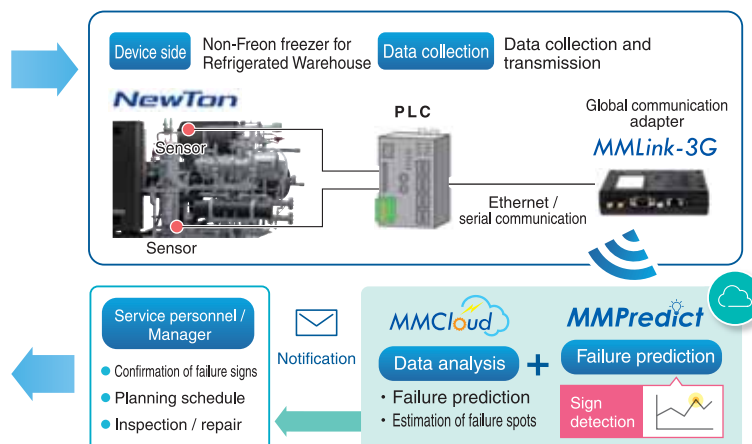 Device side
Non-Freon freezer for
Refrigerated Warehouse
Data collection
Data collection and
transmission
NewTon
Sensor
Sensor
PLC
Ethernet /
serial communication
Global communication
adapter
MMLink-3G
Service personnel /
Manager
Confirmation of failure signs
Planning schedule
Inspection / repair
Notification
MMCloud
Data analysis
• Failure prediction
• Estimation of failure spots
+
MMPredict
Failure prediction
Sign
detection